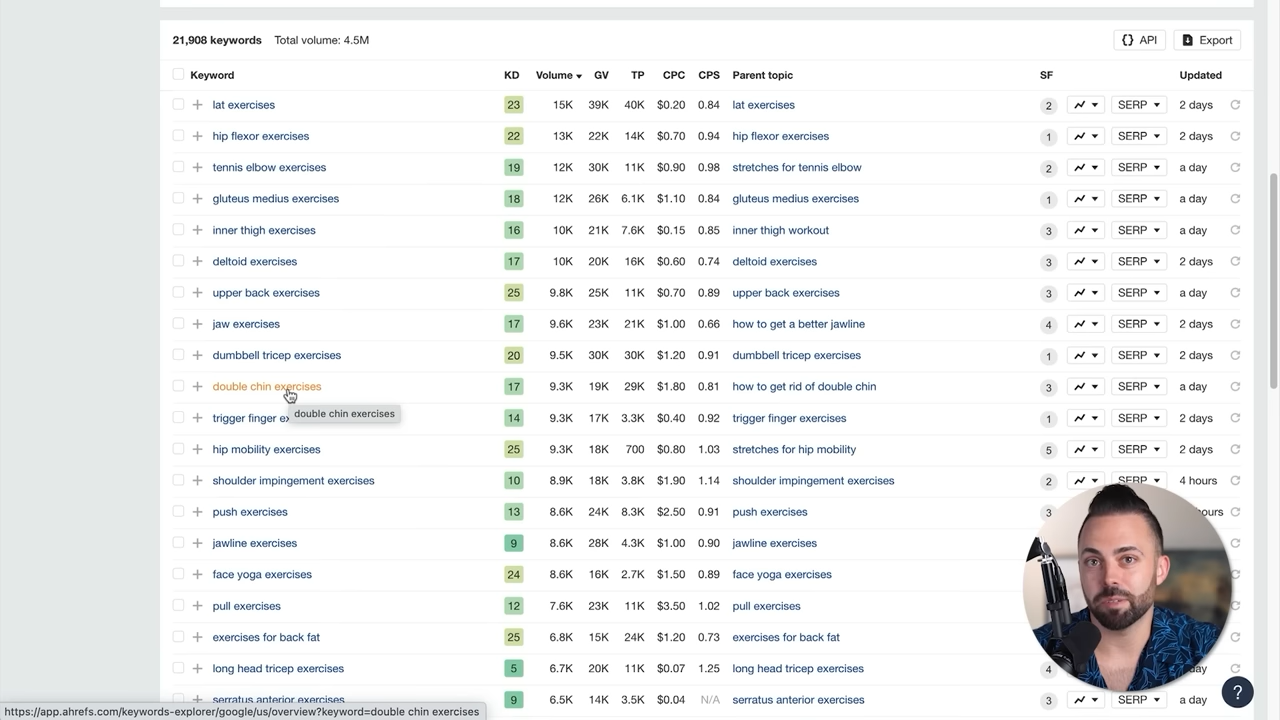 21,908 keywords Total volume: 4.5M API Export
Keyword KD Volume GV TP CPC CPS Parent topic SF Updated
lat exercises 23 15K 39K 40K $0.20 0.84 lat exercises 2 SERP 2 days
hip flexor exercises 22 13K 22K 14K $0.70 0.94 hip flexor exercises 1 SERP 2 days
tennis elbow exercises 19 12K 30K 11K $0.90 0.98 stretches for tennis elbow 2 SERP a day
gluteus medius exercises 18 12K 26K 6.1K $1.10 0.84 gluteus medius exercises 1 SERP a day
inner thigh exercises 16 10K 21K 7.6K $0.15 0.85 inner thigh workout 3 SERP a day
deltoid exercises 17 10K 20K 16K $0.60 0.74 deltoid exercises 3 SERP 2 days
upper back exercises 25 9.8K 25K 11K $0.70 0.89 upper back exercises 3 SERP a day
jaw exercises 17 9.6K 23K 21K $1.00 0.66 how to get a better jawline 4 SERP 2 days
dumbbell tricep exercises 20 9.5K 30K 30K $1.20 0.91 dumbbell tricep exercises 1 SERP 2 days
double chin exercises 17 9.3K 19K 29K $1.80 0.81 how to get rid of double chin 3 SERP a day
double chin exercises
trigger finger ex 14 9.3K 17K 3.3K $0.40 0.92 trigger finger exercises 1 SERP 2 days
hip mobility exercises 25 9.3K 18K 700 $0.80 1.03 stretches for hip mobility 5 SERP 2 days
shoulder impingement exercises 10 8.9K 18K 3.8K $1.90 1.14 shoulder impingement exercises 2 SERP 4 hours
push exercises 13 8.6K 24K 8.3K $2.50 0.91 push exercises 3 hours
jawline exercises 9 8.6K 28K 4.3K $1.00 0.90 jawline exercises
face yoga exercises 24 8.6K 16K 2.7K $1.50 0.89 face yoga exercises
pull exercises 12 7.6K 23K 11K $3.50 1.02 pull exercises
exercises for back fat 25 6.8K 15K 24K $1.20 0.73 exercises for back fat
long head tricep exercises 5 6.7K 20K 11K $0.07 1.25 long head tricep exercises 4 day
serratus anterior exercises 9 6.5K 14K 3.5K $0.04 N/A serratus anterior exercises 3 SERP a day
?
https://app.ahrefs.com/keywords-explorer/google/us/overview?keyword=double chin exercises